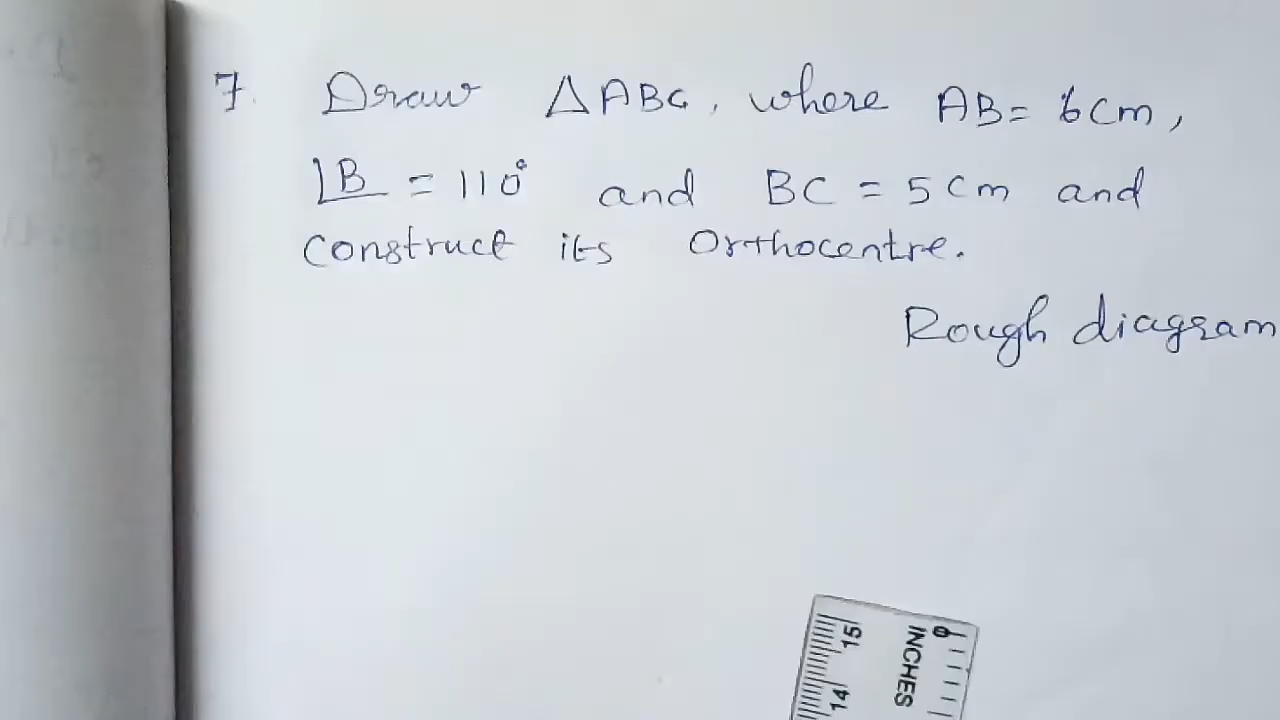 7. Draw △ABC, where AB = 6cm,
∠B = 110° and BC = 5cm and
construct its Orthocentre.
Rough diagram
15
14
INCHES
0